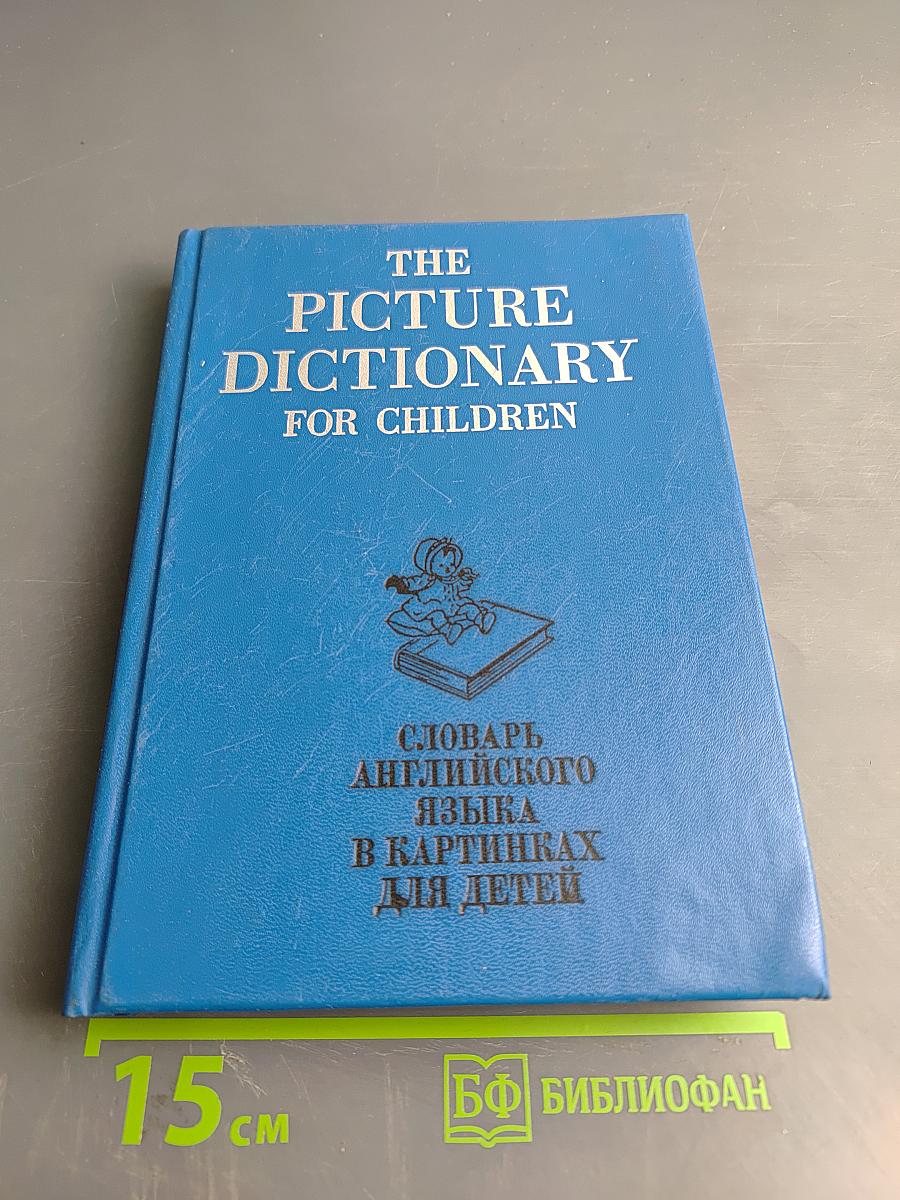 THE
PICTURE
DICTIONARY
FOR CHILDREN
СЛОВАРЬ
АНГЛИЙСКОГО
ЯЗЫКА
В КАРТИНКАХ
ДЛЯ ДЕТЕЙ
15 см
БФ БИБЛИОФАН